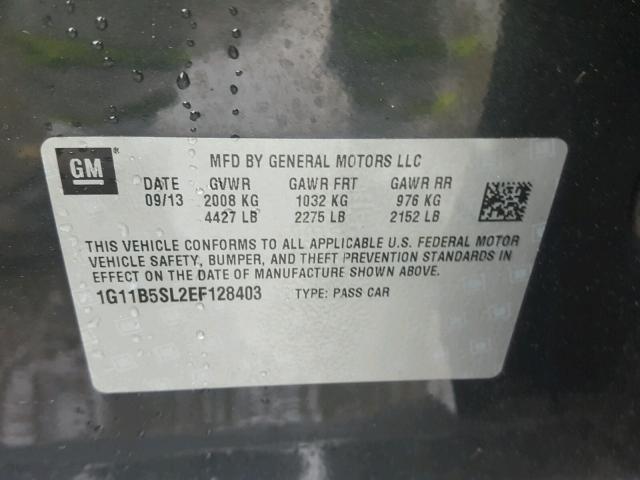 GM®
MFD BY GENERAL MOTORS LLC
DATE GVWR GAWR FRT GAWR RR
09/13 2008 KG 1032 KG 976 KG
4427 LB 2275 LB 2152 LB
THIS VEHICLE CONFORMS TO ALL APPLICABLE U.S. FEDERAL MOTOR
VEHICLE SAFETY, BUMPER, AND THEFT PREVENTION STANDARDS IN
EFFECT ON THE DATE OF MANUFACTURE SHOWN ABOVE.
1G11B5SL2EF128403 TYPE: PASS CAR